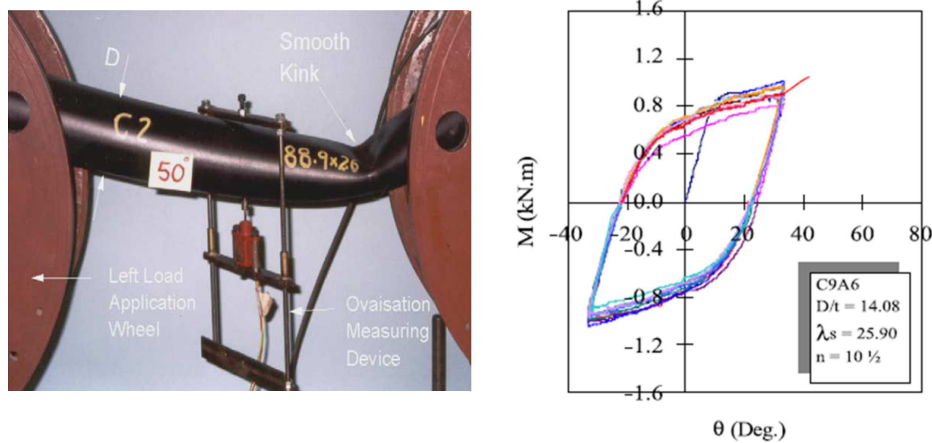 D
Smooth
Kink
C2
50°
88.9x26
Left Load
Application
Wheel
Ovaisation
Measuring
Device
1.6
1.2
0.8
0.4
0.0
-40
-20
0
20
40
60
80
-0.4
-0.8
-1.2
-1.6
M (kN.m)
θ (Deg.)
C9A6
D/t = 14.08
λs = 25.90
n = 10 ½